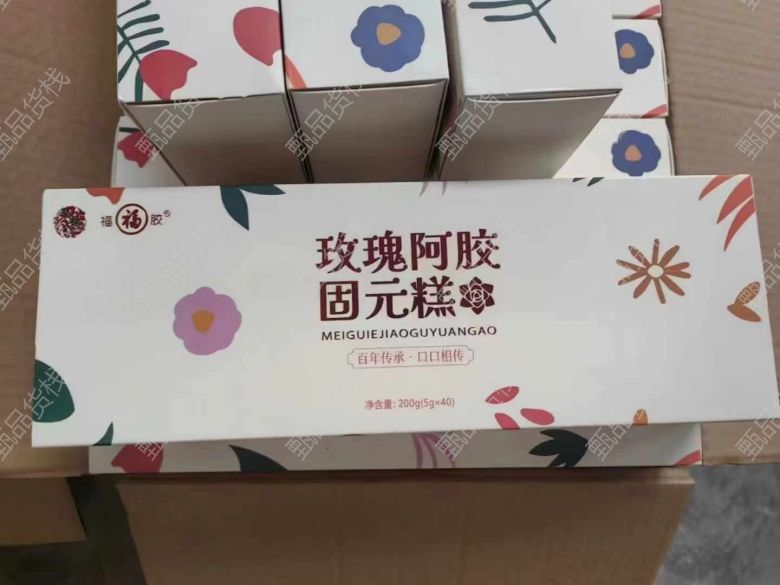 福福胶®
玫瑰阿胶
固元糕
MEIGUIEJIAOGUYUANGAO
百年传承·口口相传
净含量: 200g(5g×40)
甄品货栈